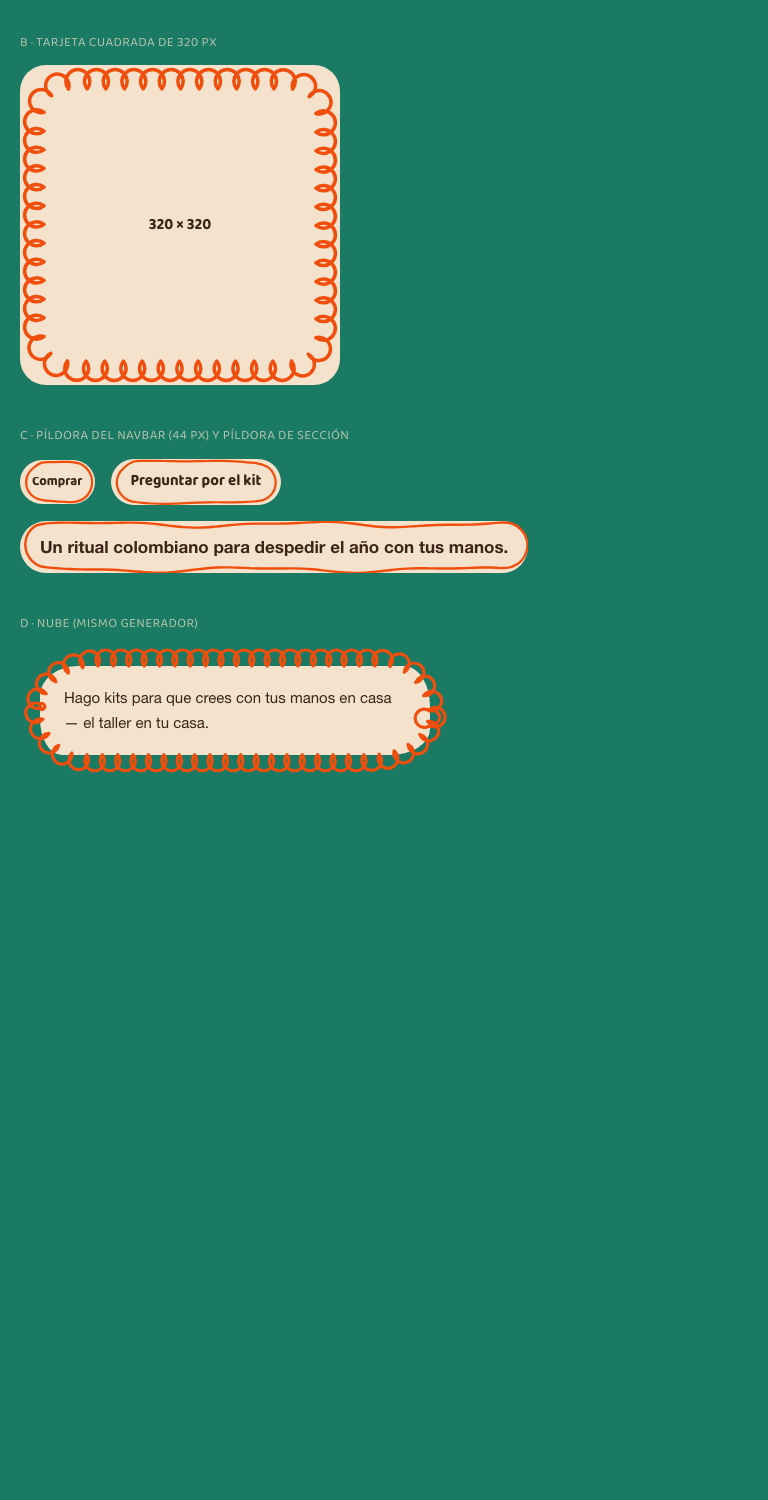 B · TARJETA CUADRADA DE 320 PX
320 × 320
C · PÍLDORA DEL NAVBAR (44 PX) Y PÍLDORA DE SECCIÓN
Comprar
Preguntar por el kit
Un ritual colombiano para despedir el año con tus manos.
D · NUBE (MISMO GENERADOR)
Hago kits para que crees con tus manos en casa
— el taller en tu casa.